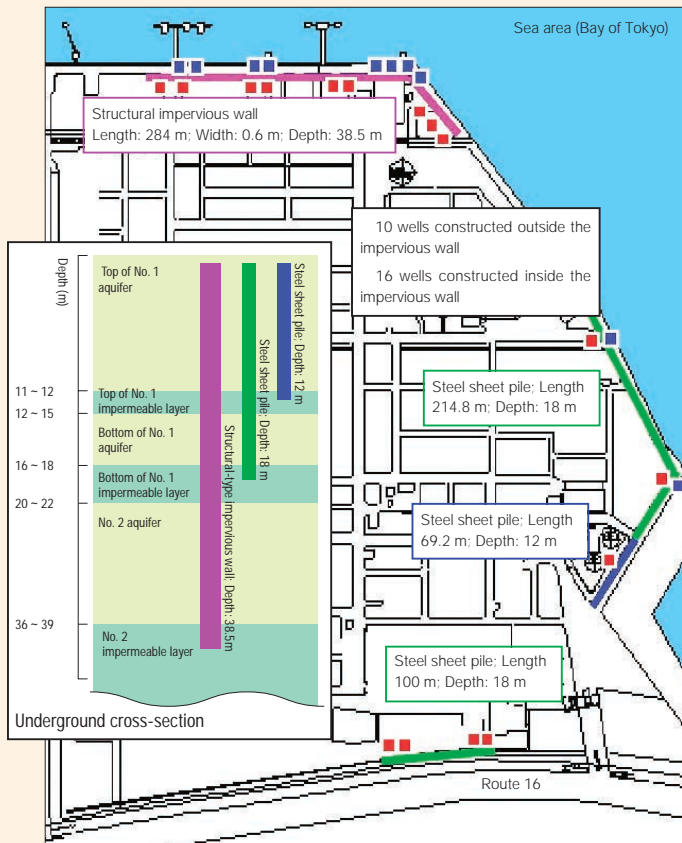 Sea area (Bay of Tokyo)
Structural impervious wall
Length: 284 m; Width: 0.6 m; Depth: 38.5 m
10 wells constructed outside the
impervious wall
16 wells constructed inside the
impervious wall
Depth (m)
Top of No. 1
aquifer
11 ~ 12
Top of No. 1
impermeable layer
12 ~ 15
Bottom of No. 1
aquifer
16 ~ 18
Bottom of No. 1
impermeable layer
20 ~ 22
No. 2 aquifer
36 ~ 39
No. 2
impermeable layer
Structural-type impervious wall: Depth: 38.5m
Steel sheet pile; Depth: 18 m
Steel sheet pile; Depth: 12 m
Underground cross-section
Steel sheet pile; Length
214.8 m; Depth: 18 m
Steel sheet pile; Length
69.2 m; Depth: 12 m
Steel sheet pile; Length
100 m; Depth: 18 m
Route 16